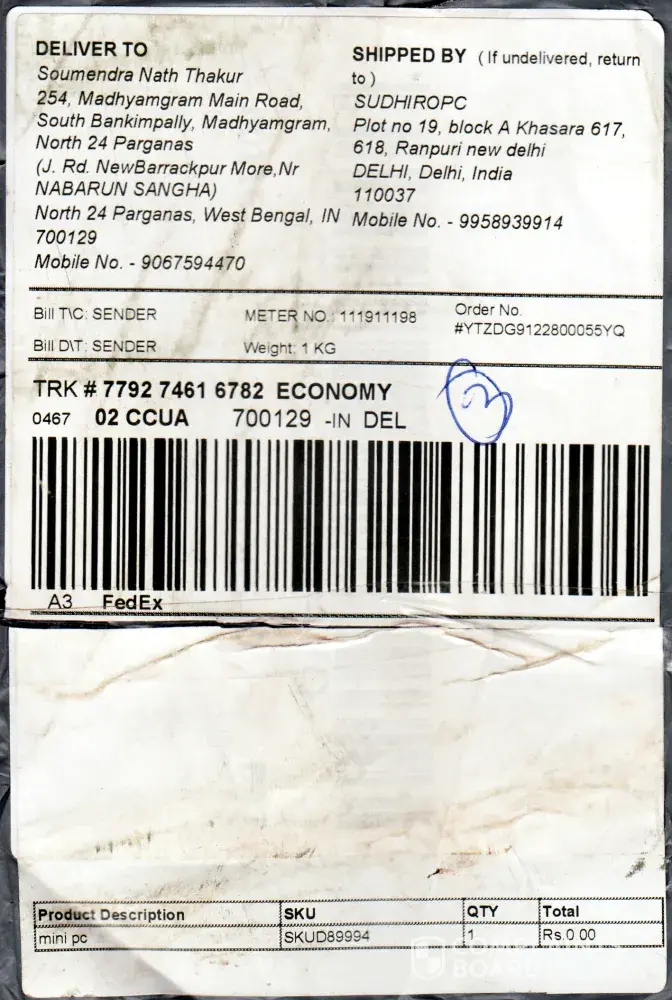 DELIVER TO
Soumendra Nath Thakur
254, Madhyamgram Main Road,
South Bankimpally, Madhyamgram,
North 24 Parganas
(J. Rd. NewBarrackpur More,Nr
NABARUN SANGHA)
North 24 Parganas, West Bengal, IN
700129
Mobile No. - 9067594470
SHIPPED BY (If undelivered, return
to)
SUDHIROPC
Plot no 19, block A Khasara 617,
618, Ranpuri new delhi
DELHI, Delhi, India
110037
Mobile No. - 9958939914
Bill T\C: SENDER
Bill D\T: SENDER
METER NO.: 111911198
Weight: 1 KG
Order No.
#YTZDG9122800055YQ
TRK # 7792 7461 6782 ECONOMY
0467 02 CCUA 700129 -IN DEL
A3 FedEx
Product Description SKU QTY Total
mini pc SKUD89994 1 Rs.0.00
COMPLAINTS
BOARD